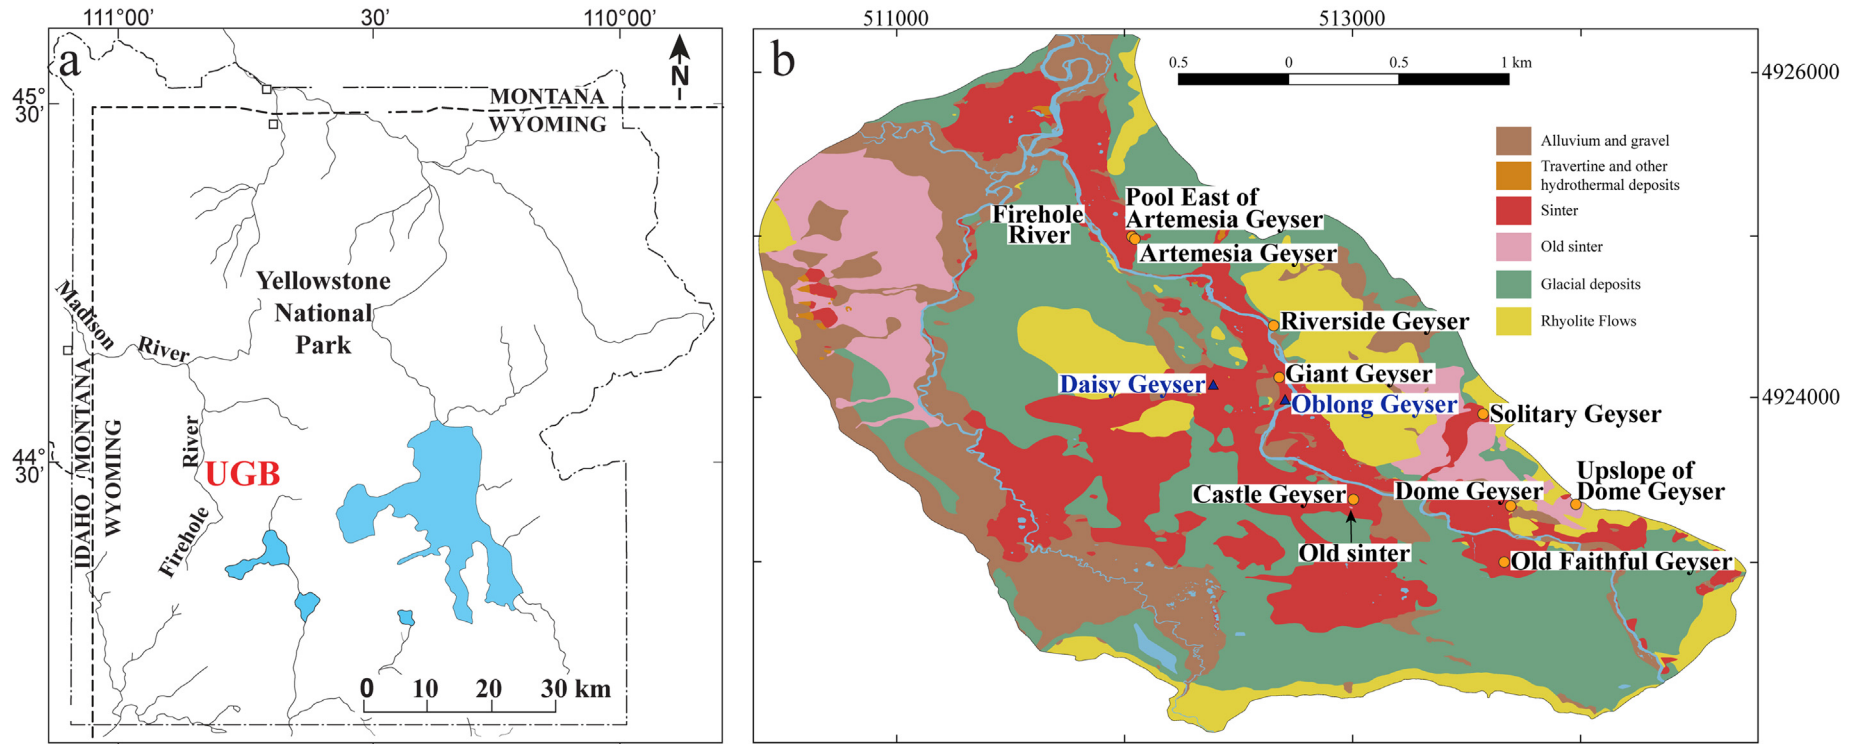 111°00’
30’
110°00’
a
N
45°
30’
MONTANA
WYOMING
Yellowstone
National
Park
Madison
River
IDAHO
MONTANA
WYOMING
River
Firehole
UGB
44°
30’
0 10 20 30 km
511000
513000
b
0.5 0 0.5 1 km
4926000
4924000
Alluvium and gravel
Travertine and other
hydrothermal deposits
Sinter
Old sinter
Glacial deposits
Rhyolite Flows
Pool East of
Artemesia Geyser
Firehole
River
Artemesia Geyser
Riverside Geyser
Giant Geyser
Daisy Geyser
Oblong Geyser
Solitary Geyser
Upslope of
Dome Geyser
Castle Geyser
Dome Geyser
Old sinter
Old Faithful Geyser